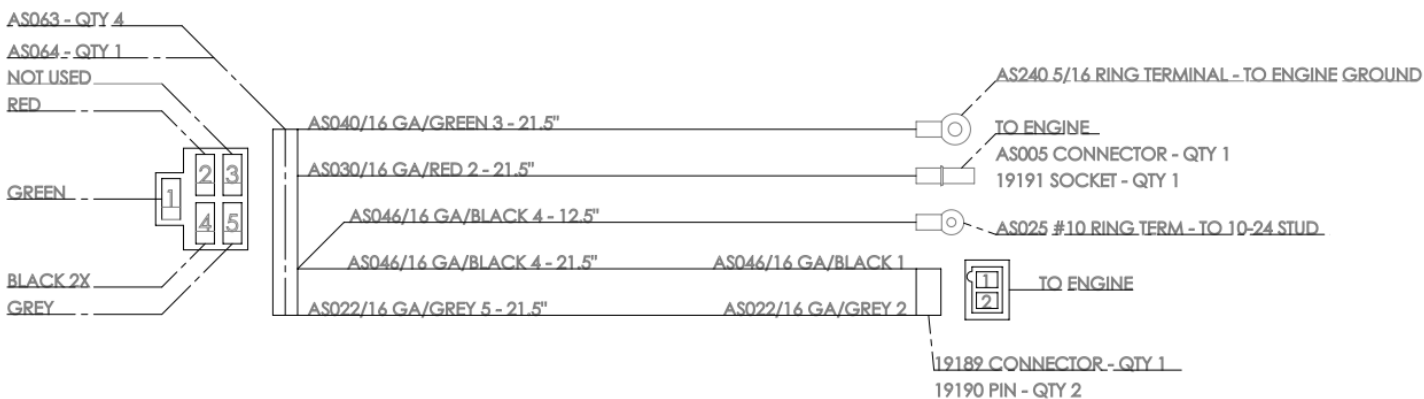 AS063 - QTY 4
AS064 - QTY 1
NOT USED
RED
GREEN
BLACK 2X
GREY
1
2 3
4 5
AS040/16 GA/GREEN 3 - 21.5"
AS030/16 GA/RED 2 - 21.5"
AS046/16 GA/BLACK 4 - 12.5"
AS046/16 GA/BLACK 4 - 21.5" AS046/16 GA/BLACK 1
AS022/16 GA/GREY 5 - 21.5" AS022/16 GA/GREY 2
AS240 5/16 RING TERMINAL - TO ENGINE GROUND
TO ENGINE
AS005 CONNECTOR - QTY 1
19191 SOCKET - QTY 1
AS025 #10 RING TERM - TO 10-24 STUD
1
2
TO ENGINE
19189 CONNECTOR - QTY 1
19190 PIN - QTY 2